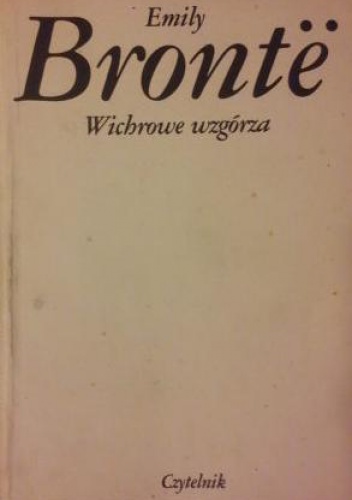 Emily
Brontë
Wichrowe wzgórza
Czytelnik